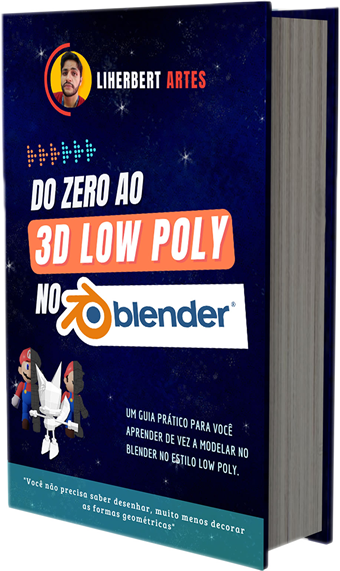 LIHERBERT ARTES
DO ZERO AO
3D LOW POLY
NO blender®
UM GUIA PRÁTICO PARA VOCÊ
APRENDER DE VEZ A MODELAR NO
BLENDER NO ESTILO LOW POLY.
"Você não precisa saber desenhar, muito menos decorar
as formas geométricas"